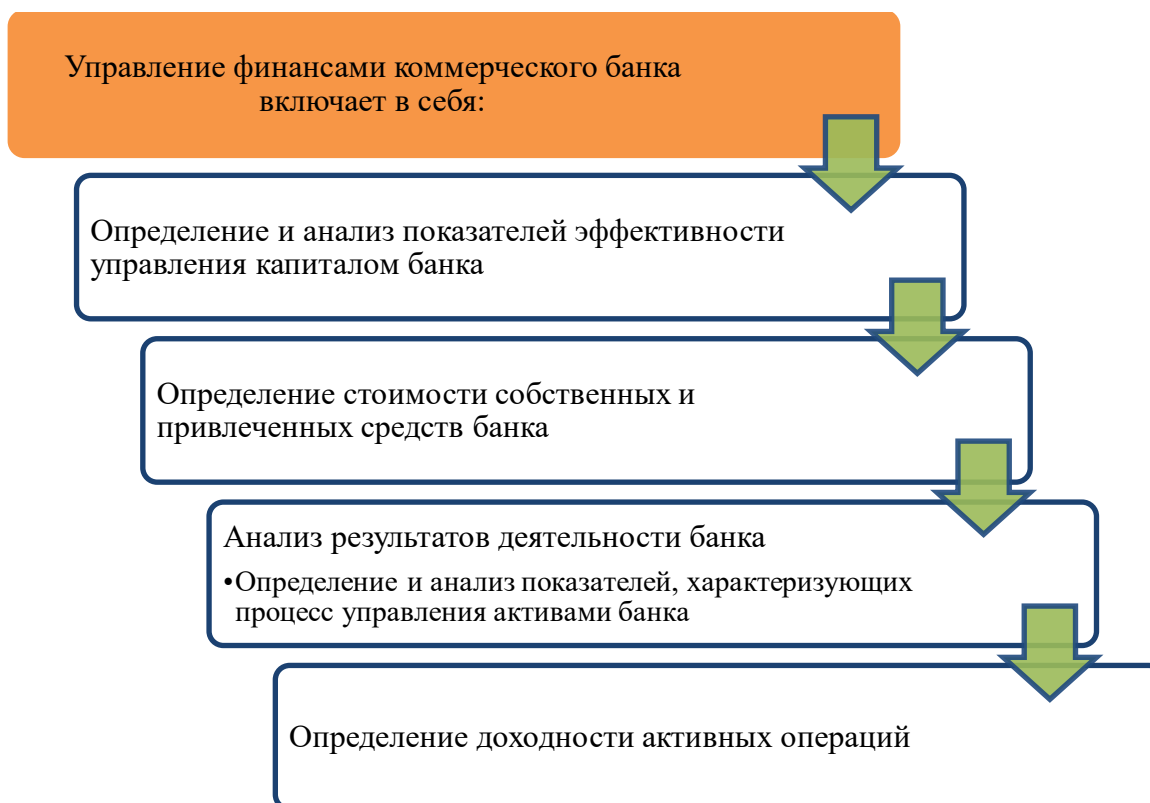 Управление финансами коммерческого банка
включает в себя:
Определение и анализ показателей эффективности
управления капиталом банка
Определение стоимости собственных и
привлеченных средств банка
Анализ результатов деятельности банка
•Определение и анализ показателей, характеризующих
процесс управления активами банка
Определение доходности активных операций